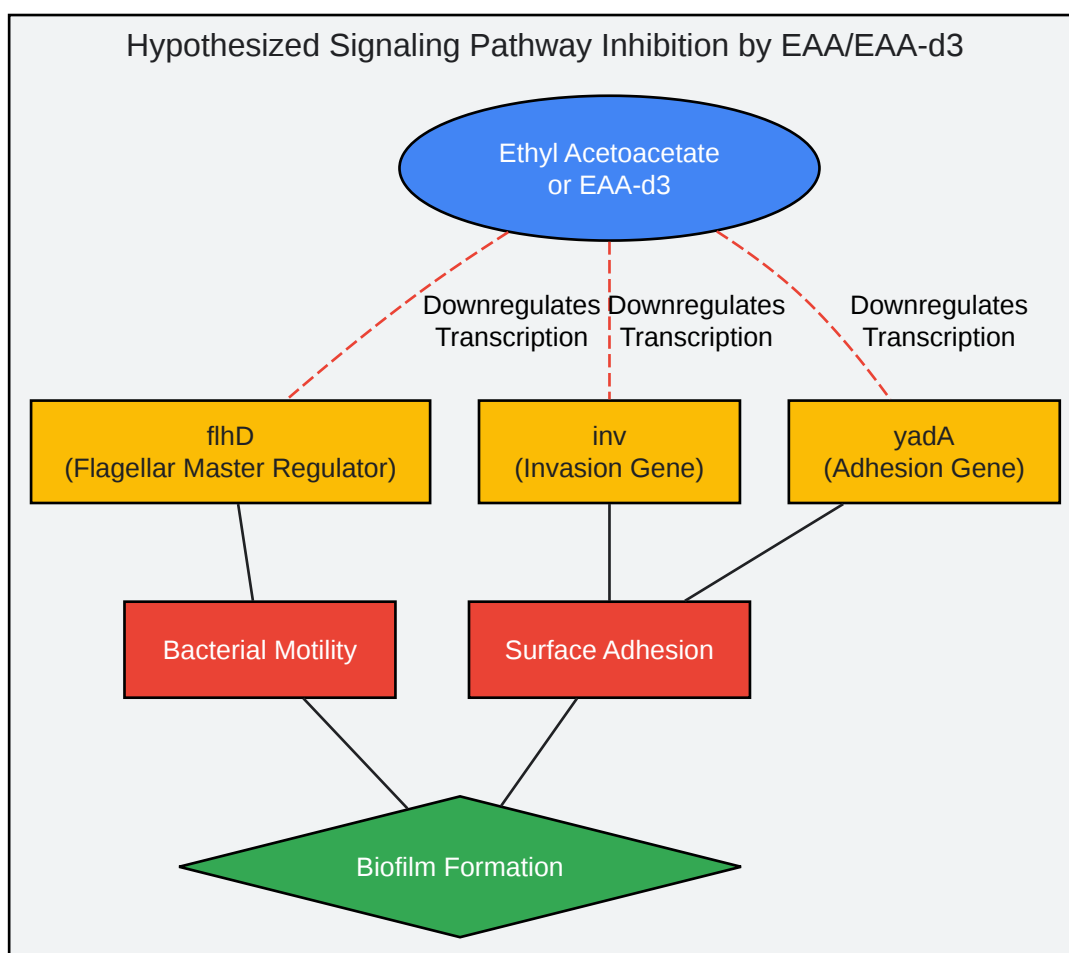 Hypothesized Signaling Pathway Inhibition by EAA/EAA-d3
Ethyl Acetoacetate
or EAA-d3
Downregulates
Transcription
Downregulates
Transcription
Downregulates
Transcription
flhD
(Flagellar Master Regulator)
inv
(Invasion Gene)
yadA
(Adhesion Gene)
Bacterial Motility
Surface Adhesion
Biofilm Formation